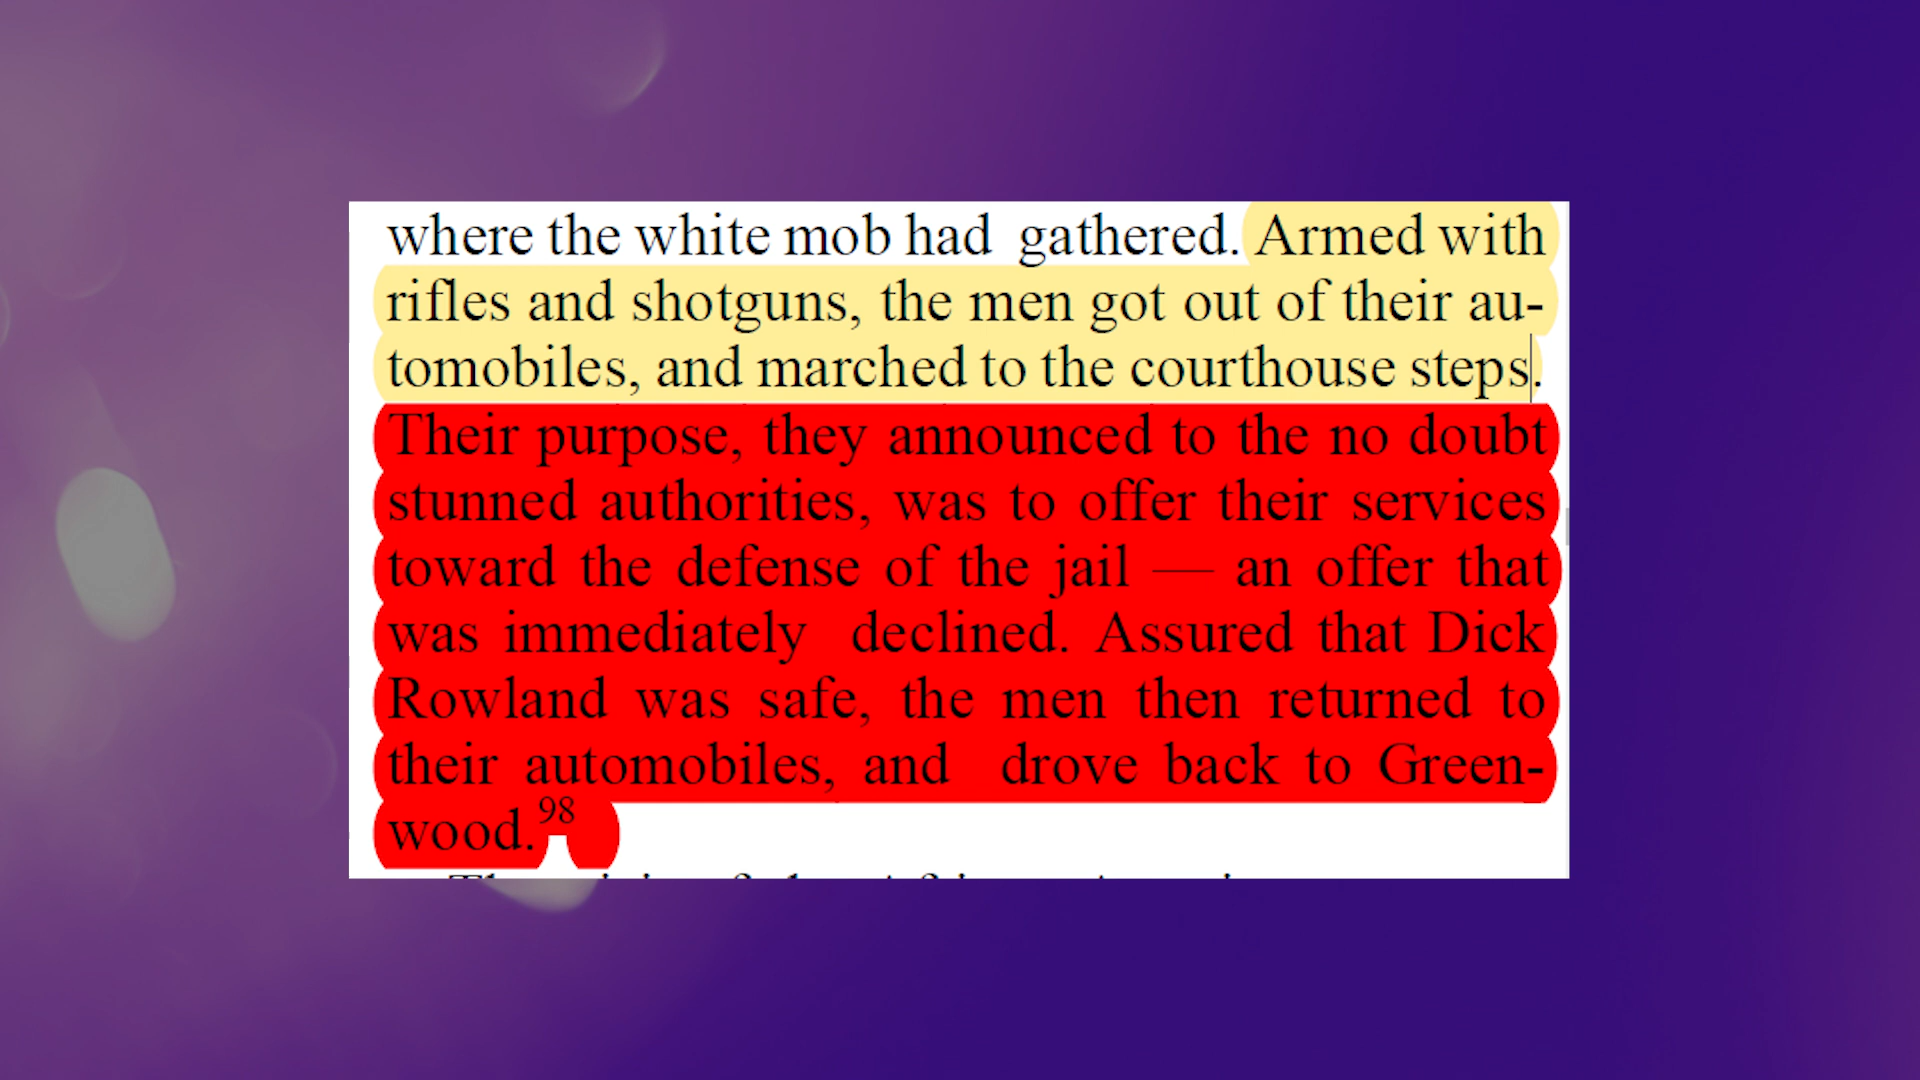 where the white mob had gathered. Armed with
rifles and shotguns, the men got out of their au-
tomobiles, and marched to the courthouse steps.
Their purpose, they announced to the no doubt
stunned authorities, was to offer their services
toward the defense of the jail — an offer that
was immediately declined. Assured that Dick
Rowland was safe, the men then returned to
their automobiles, and drove back to Green-
wood.98